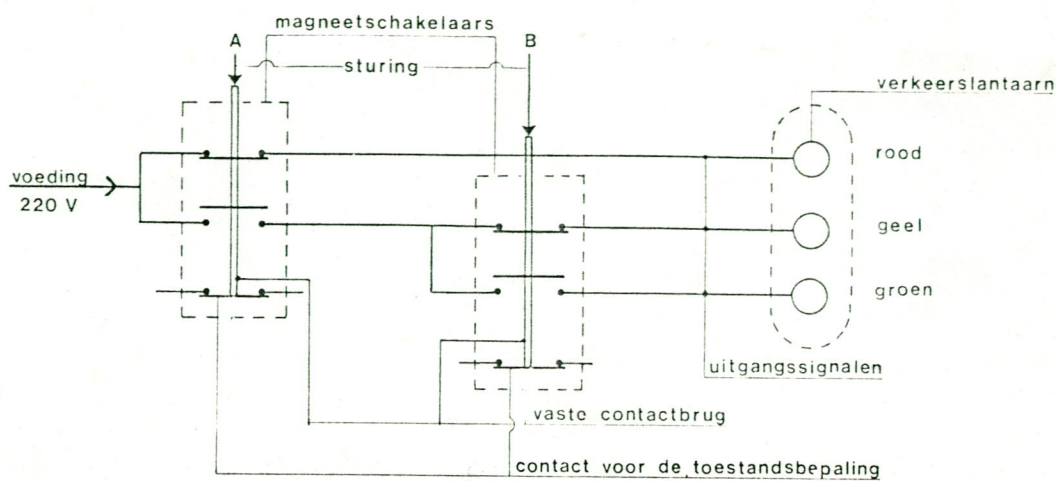 magneetschakelaars
A
B
sturing
verkeerslantaarn
rood
voeding
220 V
geel
groen
uitgangssignalen
vaste contactbrug
contact voor de toestandsbepaling